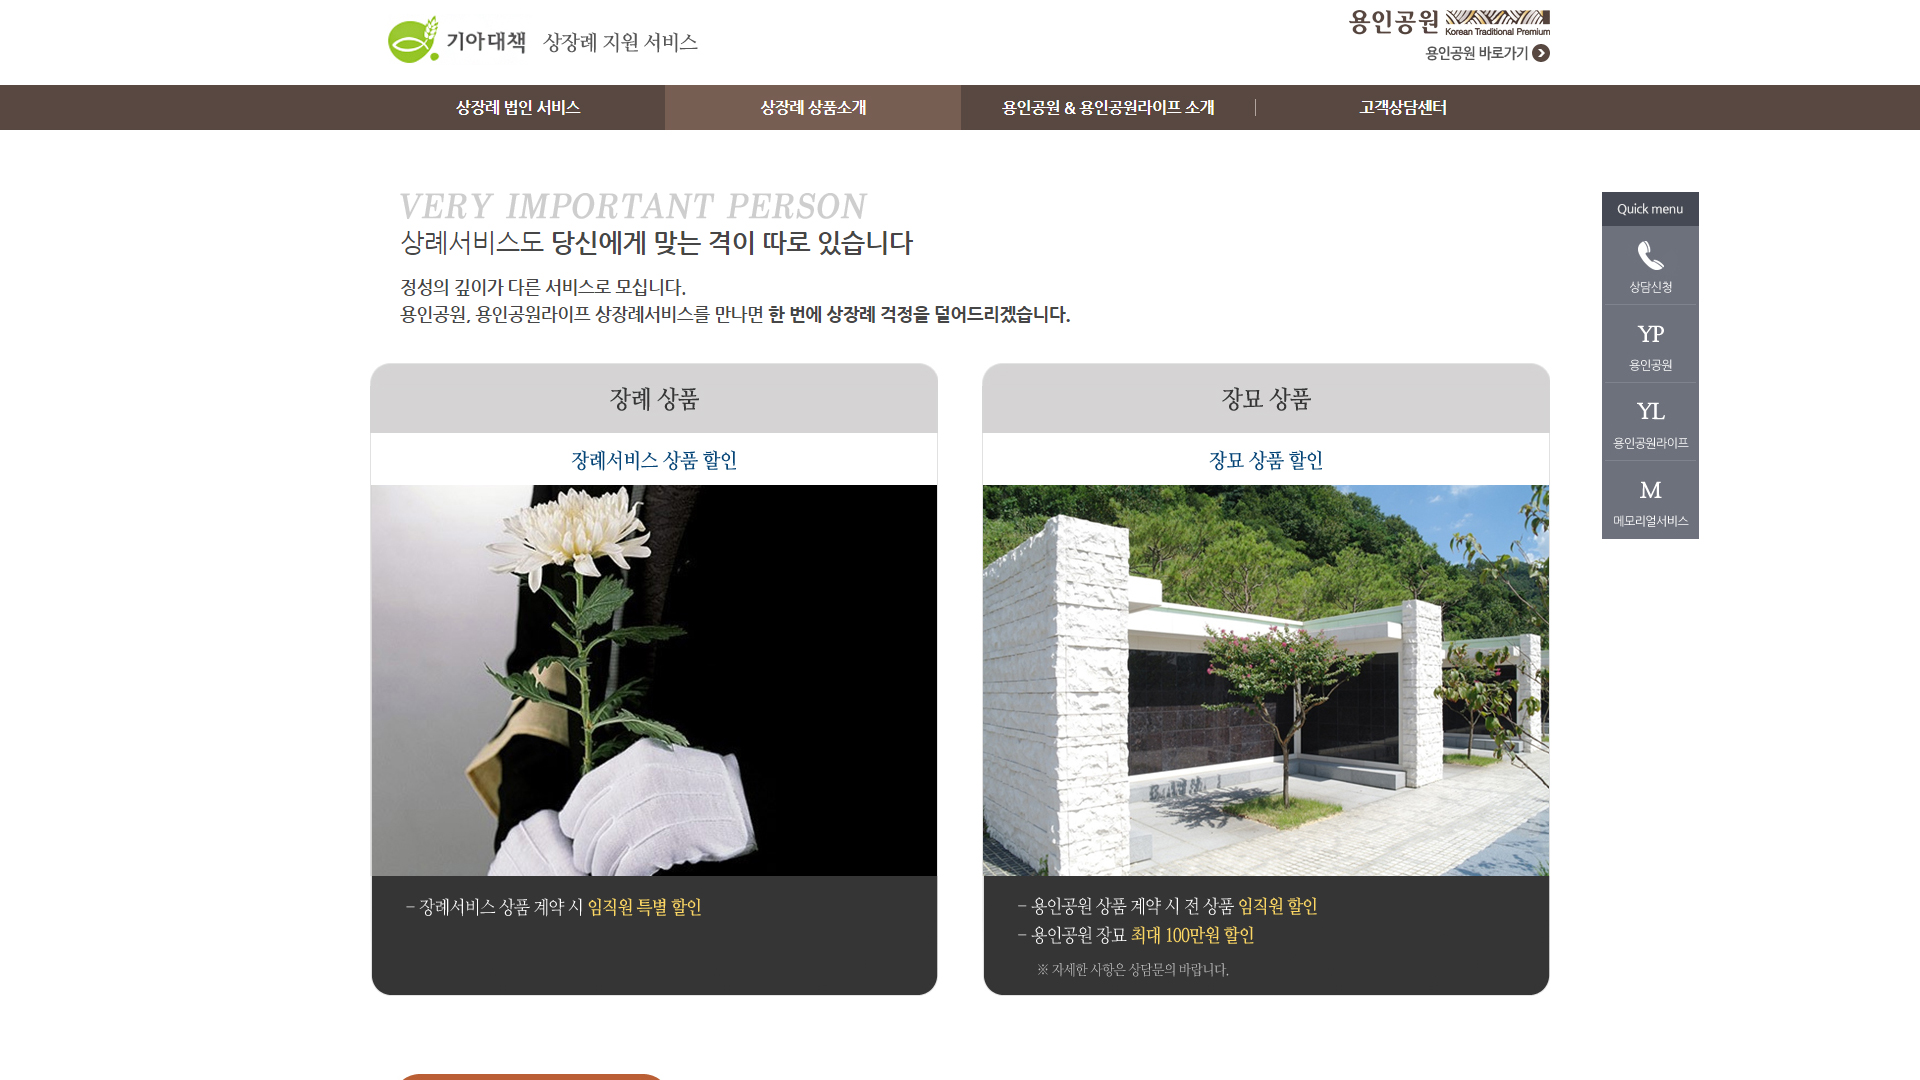 기아대책 상장례 지원 서비스
용인공원 Korean Traditional Premium
용인공원 바로가기
상장례 법인 서비스
상장례 상품소개
용인공원 & 용인공원라이프 소개
고객상담센터
VERY IMPORTANT PERSON
상례서비스도 당신에게 맞는 격이 따로 있습니다
정성의 깊이가 다른 서비스로 모십니다.
용인공원, 용인공원라이프 상장례서비스를 만나면 한 번에 상장례 걱정을 덜어드리겠습니다.
Quick menu
상담신청
YP
용인공원
YL
용인공원라이프
M
메모리얼서비스
장례 상품
장례서비스 상품 할인
- 장례서비스 상품 계약 시 임직원 특별 할인
장묘 상품
장묘 상품 할인
- 용인공원 상품 계약 시 전 상품 임직원 할인
- 용인공원 장묘 최대 100만원 할인
※ 자세한 사항은 상담문의 바랍니다.